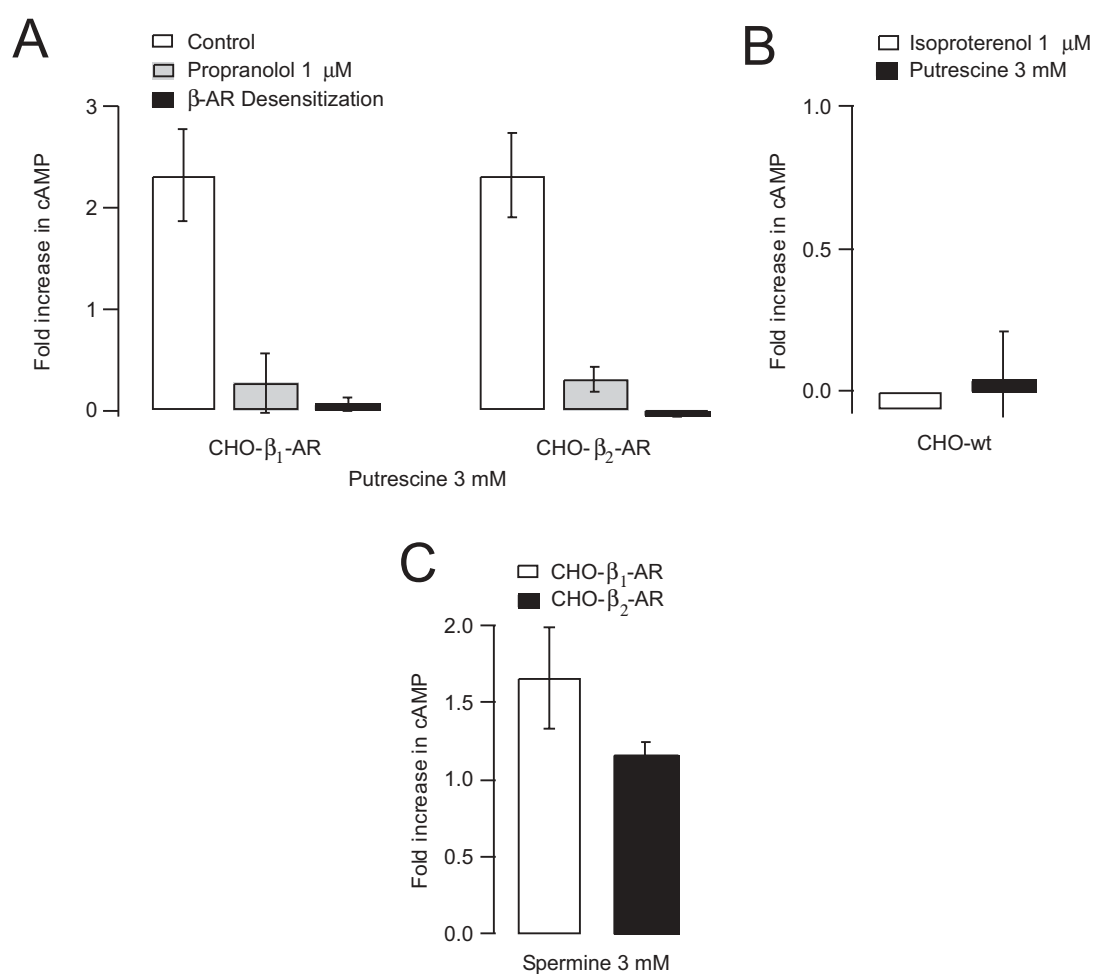 A
Control
Propranolol 1 μM
β-AR Desensitization
Fold increase in cAMP
3
2
1
0
CHO-β1-AR
CHO-β2-AR
Putrescine 3 mM
B
Isoproterenol 1 μM
Putrescine 3 mM
Fold increase in cAMP
1.0
0.5
0.0
CHO-wt
C
CHO-β1-AR
CHO-β2-AR
Fold increase in cAMP
2.0
1.5
1.0
0.5
0.0
Spermine 3 mM